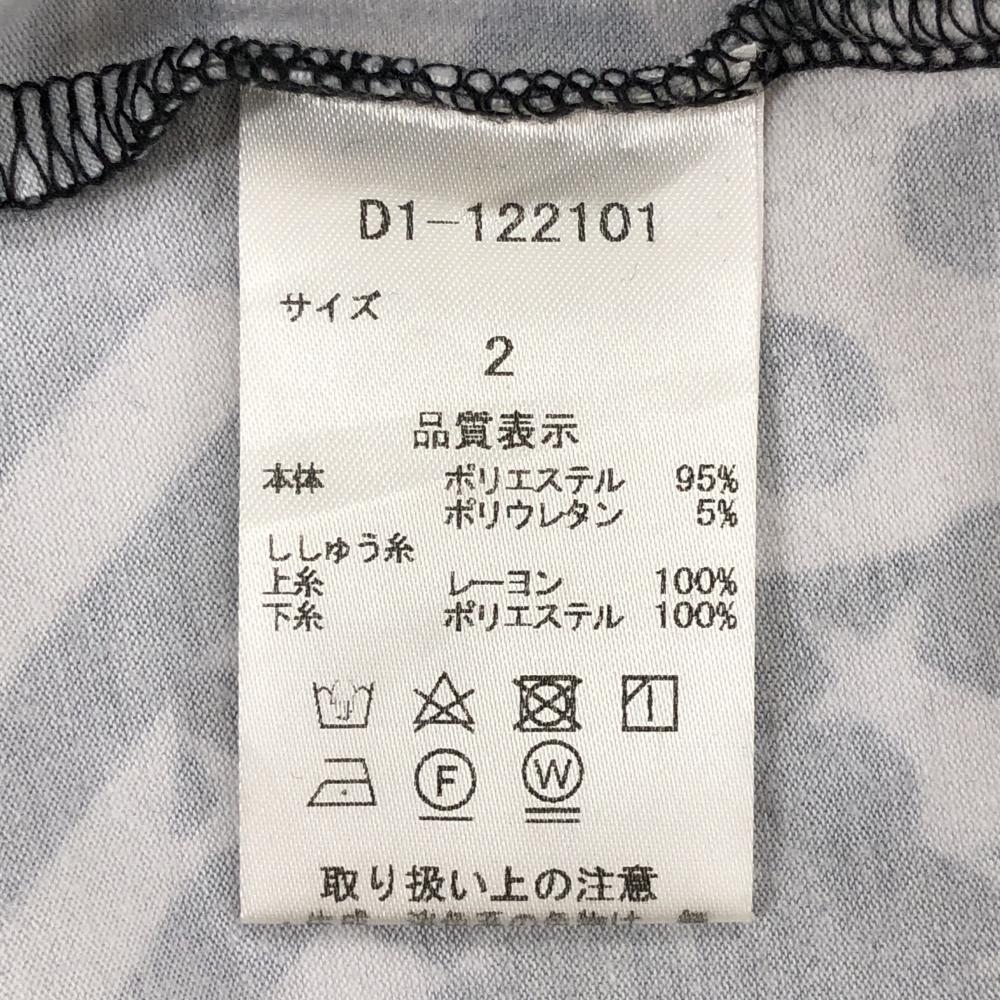 D1-122101
サイズ
2
品質表示
本体 ポリエステル 95%
ポリウレタン 5%
ししゅう糸
上糸 レーヨン 100%
下糸 ポリエステル 100%
F W
取り扱い上の注意